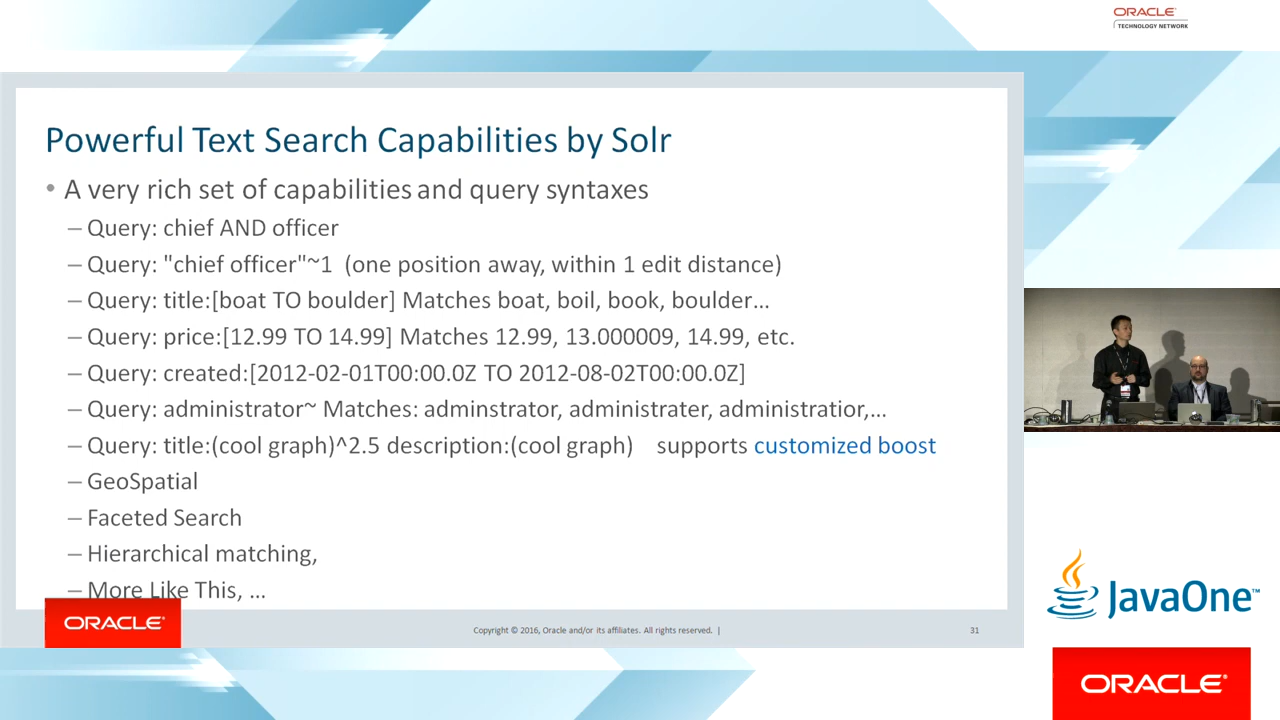 ORACLE
TECHNOLOGY NETWORK
Powerful Text Search Capabilities by Solr
• A very rich set of capabilities and query syntaxes
– Query: chief AND officer
– Query: "chief officer"~1 (one position away, within 1 edit distance)
– Query: title:[boat TO boulder] Matches boat, boil, book, boulder…
– Query: price:[12.99 TO 14.99] Matches 12.99, 13.000009, 14.99, etc.
– Query: created:[2012-02-01T00:00.0Z TO 2012-08-02T00:00.0Z]
– Query: administrator~ Matches: adminstrator, administrater, administratior,…
– Query: title:(cool graph)^2.5 description:(cool graph) supports customized boost
– GeoSpatial
– Faceted Search
– Hierarchical matching,
– More Like This, …
ORACLE®
Copyright © 2016, Oracle and/or its affiliates. All rights reserved. |
31
JavaOne™
ORACLE®